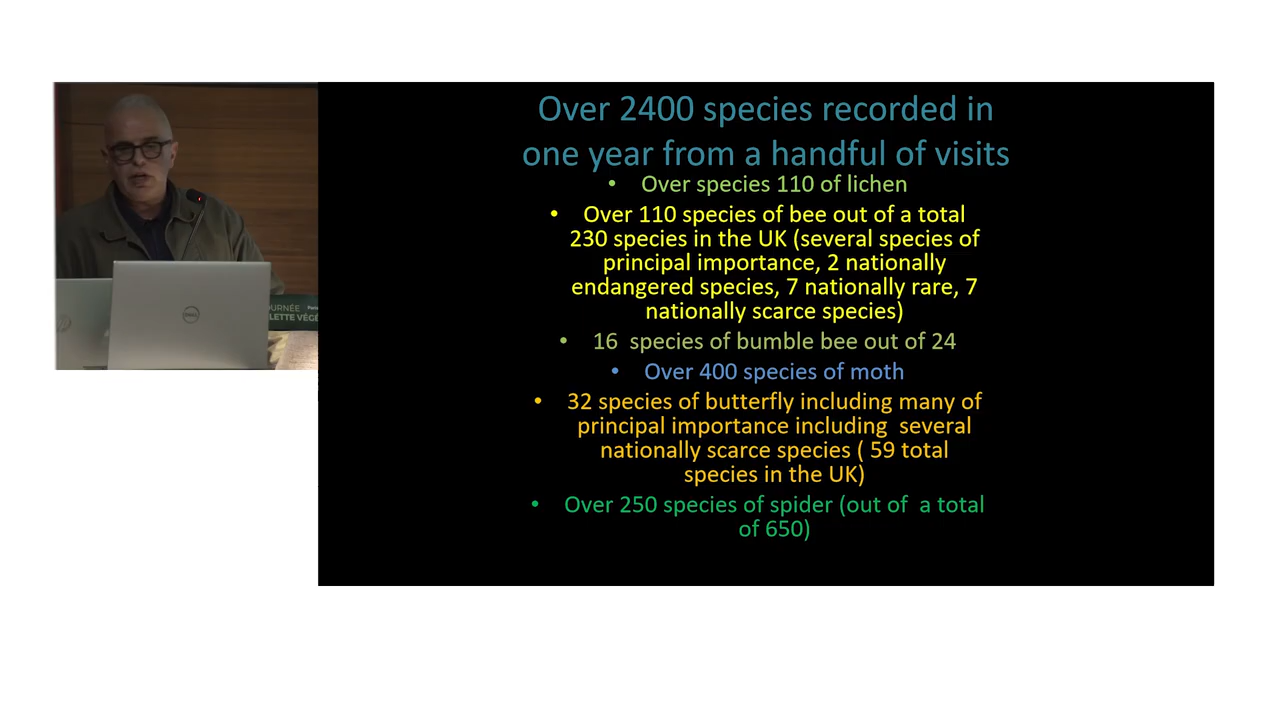 Over 2400 species recorded in
one year from a handful of visits
• Over species 110 of lichen
• Over 110 species of bee out of a total
230 species in the UK (several species of
principal importance, 2 nationally
endangered species, 7 nationally rare, 7
nationally scarce species)
• 16 species of bumble bee out of 24
• Over 400 species of moth
• 32 species of butterfly including many of
principal importance including several
nationally scarce species ( 59 total
species in the UK)
• Over 250 species of spider (out of a total
of 650)
DELL
OURNÉE
LETTE VÉGÉ